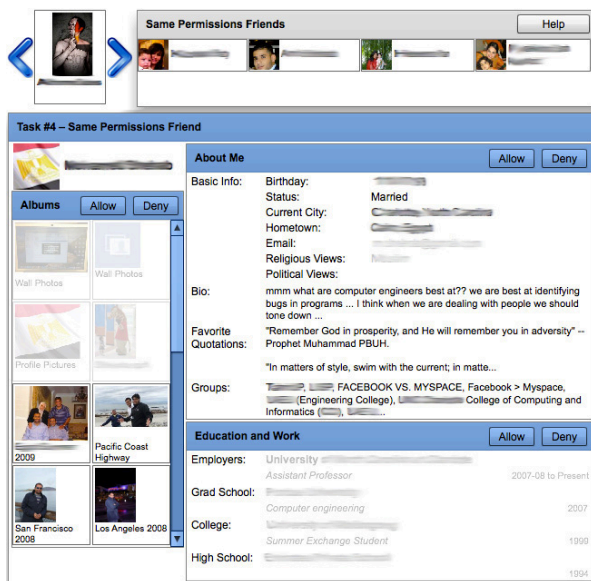 Same Permissions Friends
Help
Task #4 – Same Permissions Friend
Albums
Allow
Deny
Wall Photos
Wall Photos
Profile Pictures
2009
Pacific Coast
Highway
San Francisco
2008
Los Angeles 2008
About Me
Allow
Deny
Basic Info:
Birthday:
Status: Married
Current City:
Hometown:
Email:
Religious Views:
Political Views:
Bio: mmm what are computer engineers best at?? we are best at identifying
bugs in programs ... I think when we are dealing with people we should
tone down ...
Favorite
Quotations:
"Remember God in prosperity, and He will remember you in adversity" --
Prophet Muhammad PBUH.
"In matters of style, swim with the current; in matte...
Groups: FACEBOOK VS. MYSPACE, Facebook > Myspace,
(Engineering College), College of Computing and
Informatics
Education and Work
Allow
Deny
Employers: University
Assistant Professor 2007-08 to Present
Grad School:
Computer engineering 2007
College:
Summer Exchange Student 1999
High School:
1994